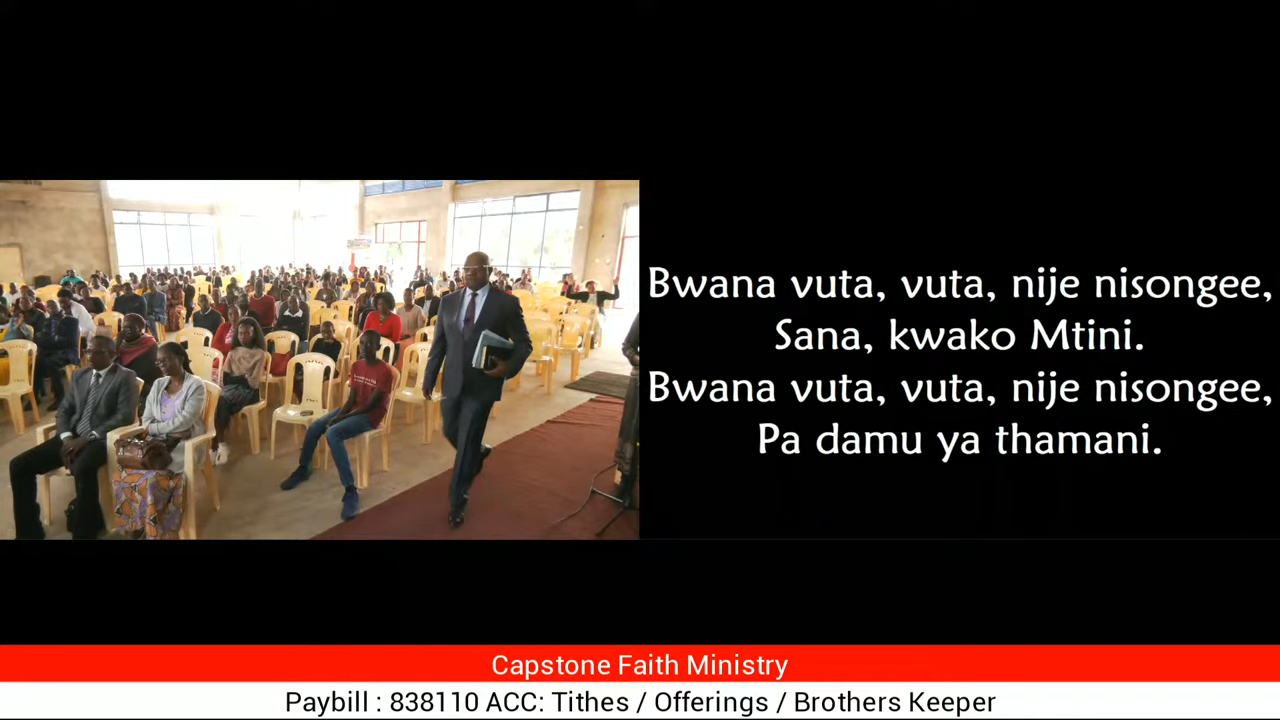 Bwana vuta, vuta, nije nisongee,
Sana, kwako Mtini.
Bwana vuta, vuta, nije nisongee,
Pa damu ya thamani.
Capstone Faith Ministry
Paybill : 838110 ACC: Tithes / Offerings / Brothers Keeper